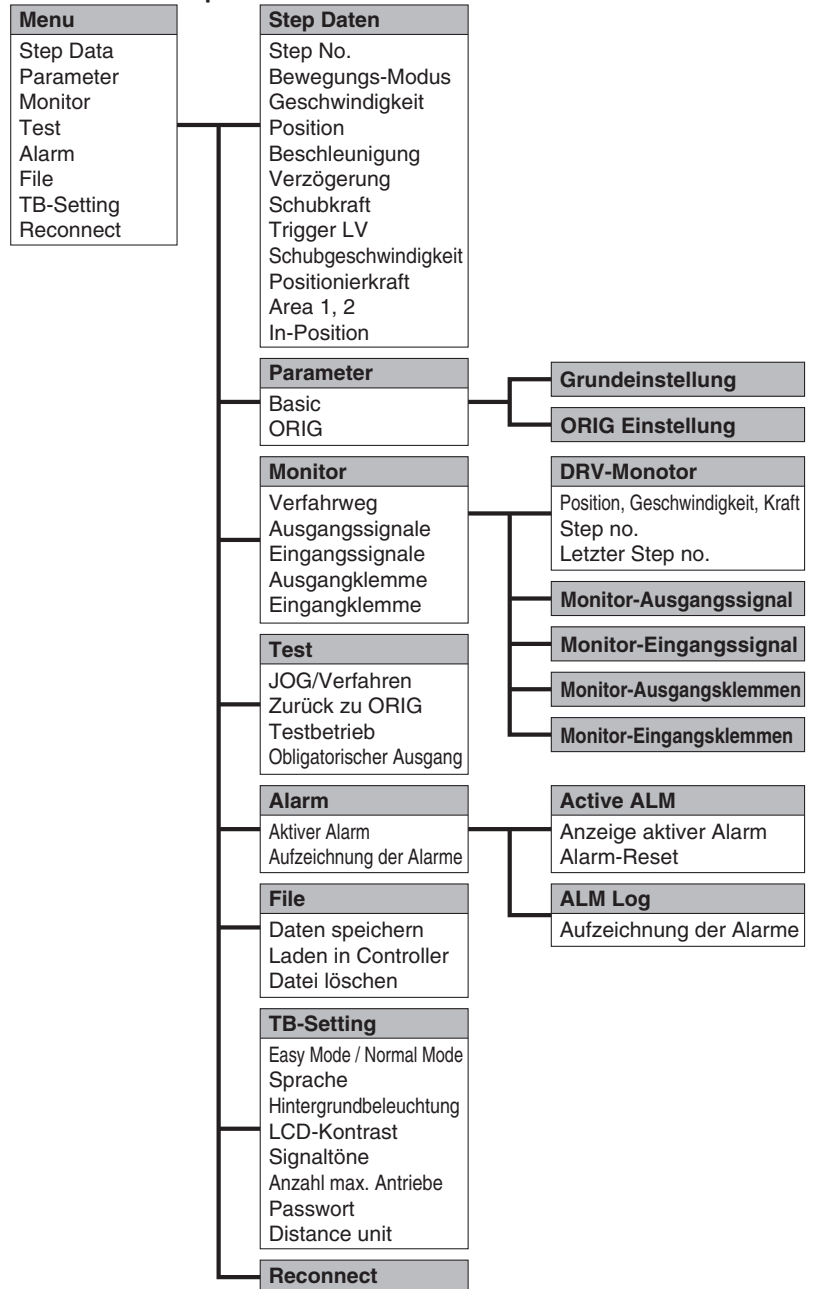 Menu
Step Data
Parameter
Monitor
Test
Alarm
File
TB-Setting
Reconnect
Step Daten
Step No.
Bewegungs-Modus
Geschwindigkeit
Position
Beschleunigung
Verzögerung
Schubkraft
Trigger LV
Schubgeschwindigkeit
Positionierkraft
Area 1, 2
In-Position
Parameter
Basic
ORIG
Grundeinstellung
ORIG Einstellung
Monitor
Verfahrweg
Ausgangssignale
Eingangssignale
Ausgangklemme
Eingangklemme
DRV-Monotor
Position, Geschwindigkeit, Kraft
Step no.
Letzter Step no.
Monitor-Ausgangssignal
Monitor-Eingangssignal
Monitor-Ausgangsklemmen
Monitor-Eingangsklemmen
Test
JOG/Verfahren
Zurück zu ORIG
Testbetrieb
Obligatorischer Ausgang
Alarm
Aktiver Alarm
Aufzeichnung der Alarme
Active ALM
Anzeige aktiver Alarm
Alarm-Reset
ALM Log
Aufzeichnung der Alarme
File
Daten speichern
Laden in Controller
Datei löschen
TB-Setting
Easy Mode / Normal Mode
Sprache
Hintergrundbeleuchtung
LCD-Kontrast
Signaltöne
Anzahl max. Antriebe
Passwort
Distance unit
Reconnect